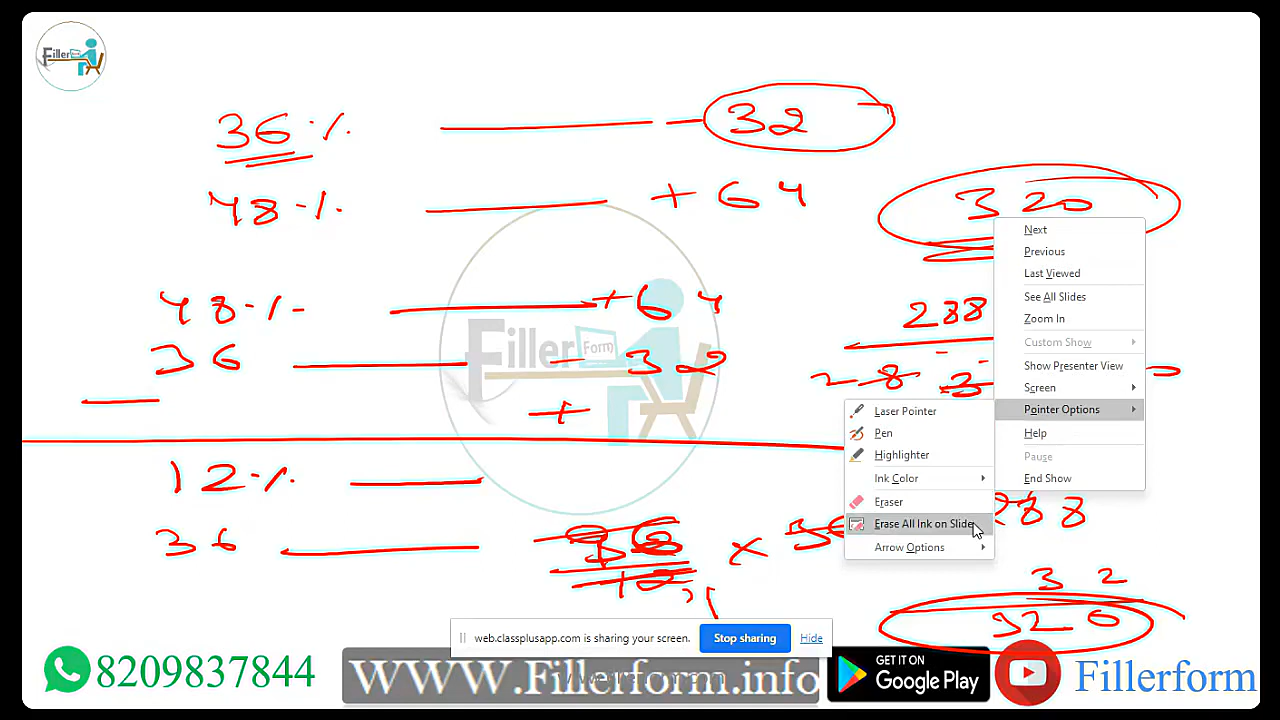 Filler
36 ·/. 32
48 ·/. + 64
320
48 ·/. + 64
36 - 32
+
288
12 ·/.
36
×
288
32
320
Filler Form
Next
Previous
Last Viewed
See All Slides
Zoom In
Custom Show
Show Presenter View
Screen
Pointer Options
Help
Pause
End Show
Laser Pointer
Pen
Highlighter
Ink Color
Eraser
Erase All Ink on Slide
Arrow Options
web.classplusapp.com is sharing your screen. Stop sharing Hide
8209837844 WWW.Fillerform.info GET IT ON Google Play Fillerform